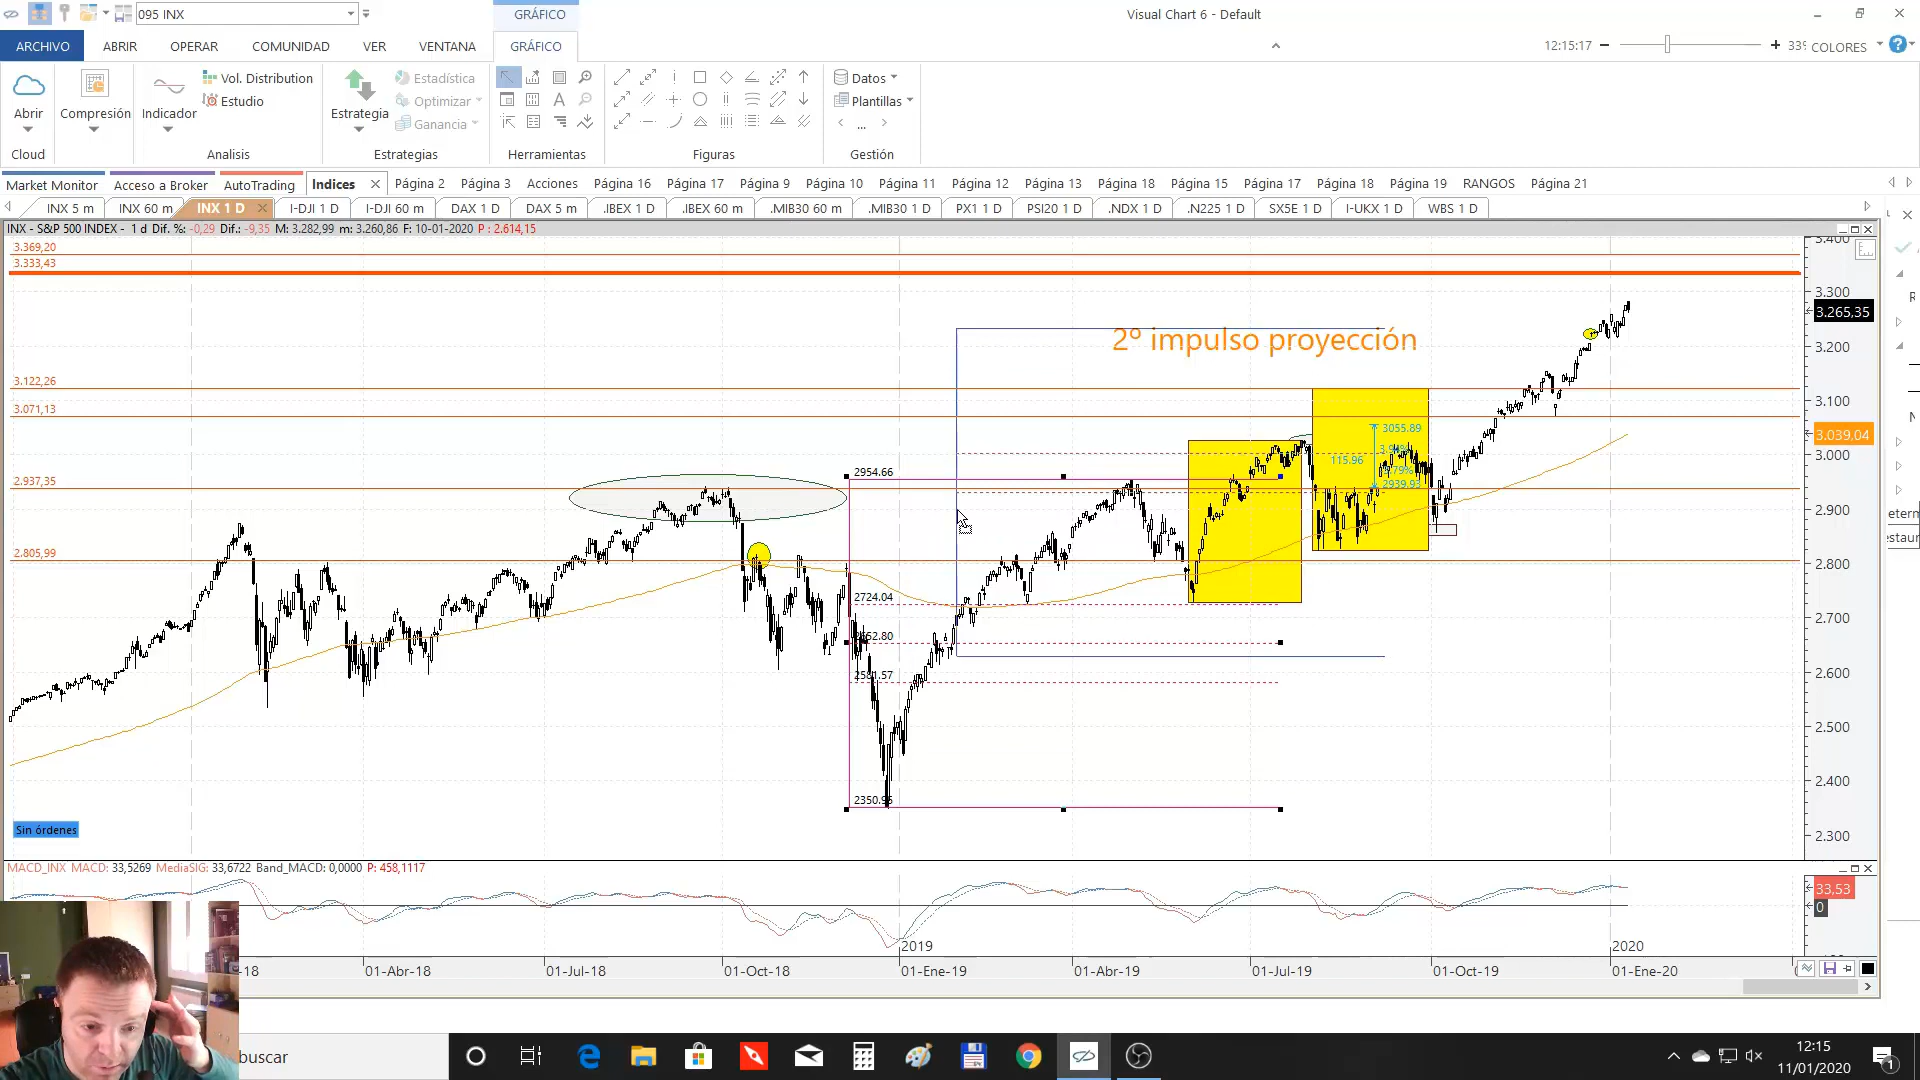 095 INX
GRÁFICO
Visual Chart 6 - Default
ARCHIVO
ABRIR
OPERAR
COMUNIDAD
VER
VENTANA
GRÁFICO
12:15:17
COLORES
Abrir
Compresión
Indicador
Vol. Distribution
Estudio
Estrategia
Estadística
Optimizar
Ganancia
Datos
Plantillas
...
Cloud
Analisis
Estrategias
Herramientas
Figuras
Gestión
Market Monitor
Acceso a Broker
AutoTrading
Indices
Página 2
Página 3
Acciones
Página 16
Página 17
Página 9
Página 10
Página 11
Página 12
Página 13
Página 18
Página 15
Página 17
Página 18
Página 19
RANGOS
Página 21
INX 5 m
INX 60 m
INX 1 D
I-DJI 1 D
I-DJI 60 m
DAX 1 D
DAX 5 m
.IBEX 1 D
.IBEX 60 m
.MIB30 60 m
.MIB30 1 D
PX1 1 D
PSI20 1 D
.NDX 1 D
.N225 1 D
SX5E 1 D
I-UKX 1 D
WBS 1 D
INX - S&P 500 INDEX - 1 d Dif. %: -0,29 Dif.: -9,35 M: 3.282,99 m: 3.260,86 F: 10-01-2020 P : 2.614,15
3.369,20
3.333,43
3.122,26
3.071,13
2.937,35
2.805,99
2º impulso proyección
3055.89
115.96
2939.93
2954.66
2724.04
2581.57
3.400
3.300
3.265,35
3.200
3.100
3.039,04
3.000
2.900
2.800
2.700
2.600
2.500
2.400
2.300
Sin órdenes
MACD_INX MACD: 33,5269 MediaSIG: 33,6722 Band_MACD: 0,0000 P: 458,1117
33,53
0
2019
2020
-18
01-Abr-18
01-Jul-18
01-Oct-18
01-Ene-19
01-Abr-19
01-Jul-19
01-Oct-19
01-Ene-20
buscar
12:15
11/01/2020
1